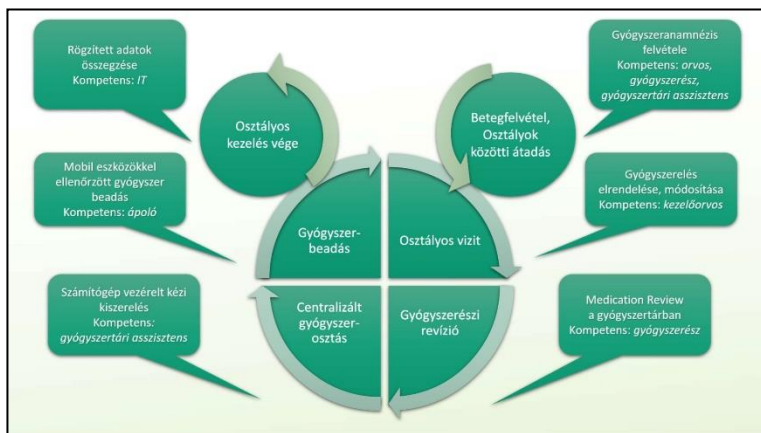 Rögzített adatok
összegzése
Kompetens: IT
Gyógyszeranamnézis
felvétele
Kompetens: orvos,
gyógyszerész,
gyógyszertári asszisztens
Osztályos
kezelés vége
Betegfelvétel,
Osztályok
közötti átadás
Mobil eszközökkel
ellenőrzött gyógyszer
beadás
Kompetens: ápoló
Gyógyszerelés
elrendelése, módosítása
Kompetens: kezelőorvos
Gyógyszer-
beadás
Osztályos vizit
Számítógép vezérelt kézi
kiszerelés
Kompetens:
gyógyszertári asszisztens
Centralizált
gyógyszer-
osztás
Gyógyszerészi
revízió
Medication Review
a gyógyszertárban
Kompetens: gyógyszerész